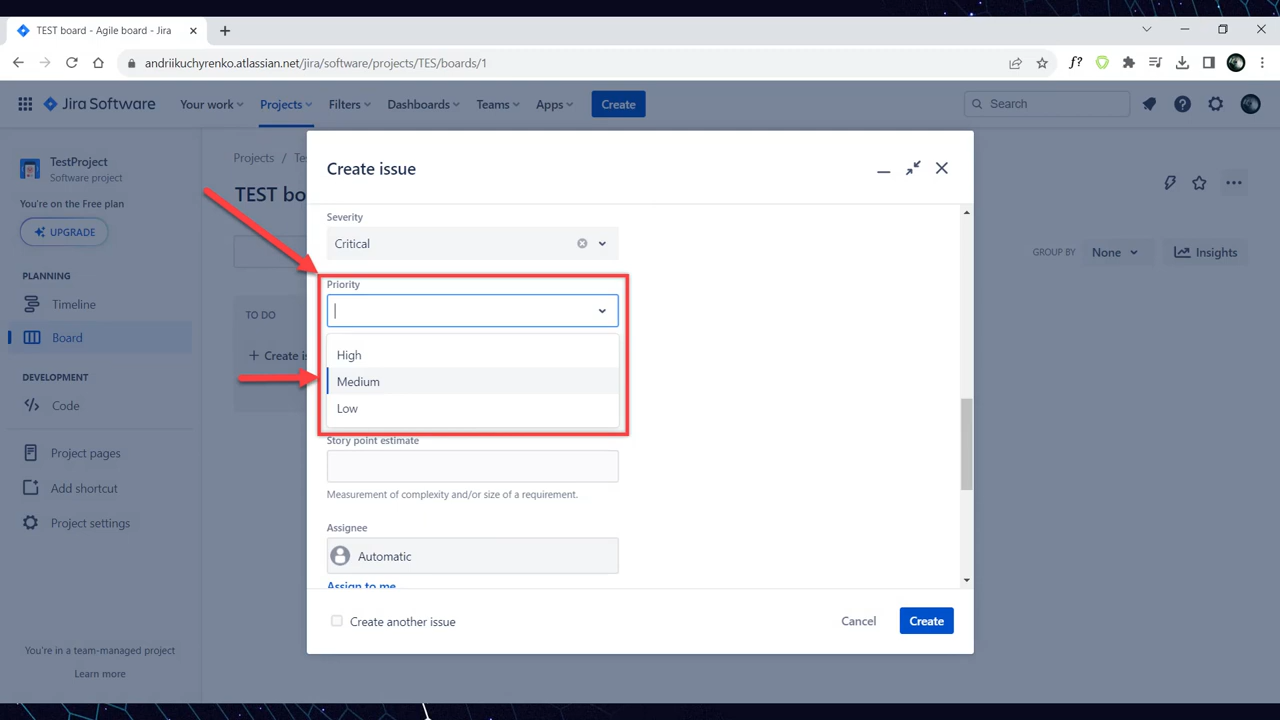 TEST board - Agile board - Jira
andriikuchyrenko.atlassian.net/jira/software/projects/TES/boards/1
f?
Jira Software Your work Projects Filters Dashboards Teams Apps Create Search
TestProject
Software project
You're on the Free plan
UPGRADE
PLANNING
Timeline
Board
DEVELOPMENT
Code
Project pages
Add shortcut
Project settings
You're in a team-managed project
Learn more
Projects / Te
TEST bo
GROUP BY None Insights
TO DO
+ Create is
Create issue
Severity
Critical
Priority
High
Medium
Low
Story point estimate
Measurement of complexity and/or size of a requirement.
Assignee
Automatic
Assign to me
Create another issue
Cancel Create